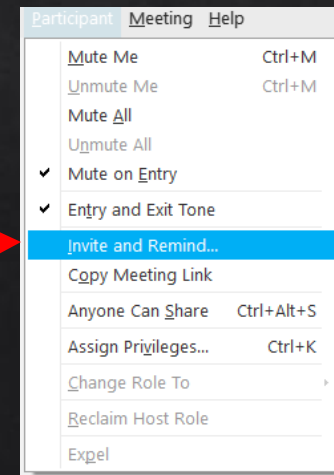 Participant Meeting Help
Mute Me Ctrl+M
Unmute Me Ctrl+M
Mute All
Unmute All
✔ Mute on Entry
✔ Entry and Exit Tone
Invite and Remind...
Copy Meeting Link
Anyone Can Share Ctrl+Alt+S
Assign Privileges... Ctrl+K
Change Role To
Reclaim Host Role
Expel